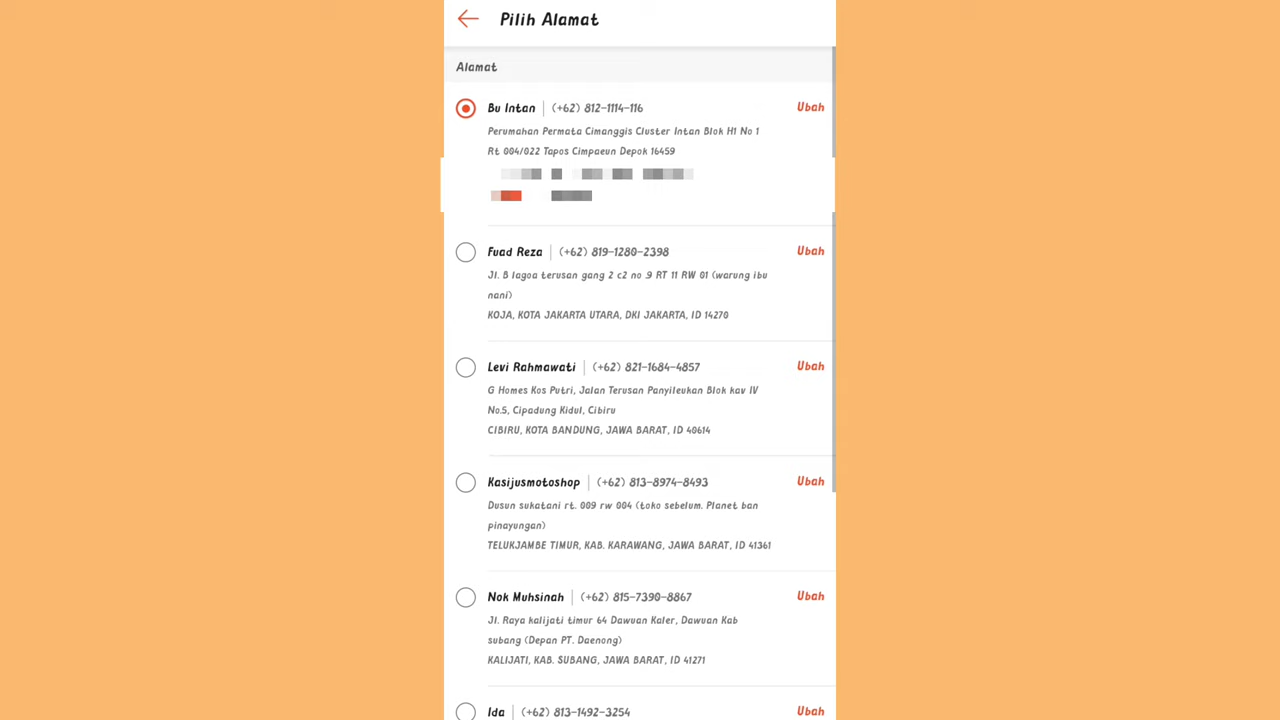 Pilih Alamat
Alamat
Bu Intan | (+62) 812-1114-116 Ubah
Perumahan Permata Cimanggis Cluster Intan Blok H1 No 1
Rt 004/022 Tapos Cimpaeun Depok 16459
Fuad Reza | (+62) 819-1280-2398 Ubah
Jl. B lagoa terusan gang 2 c2 no .9 RT 11 RW 01 (warung ibu
nani)
KOJA, KOTA JAKARTA UTARA, DKI JAKARTA, ID 14270
Levi Rahmawati | (+62) 821-1684-4857 Ubah
G Homes Kos Putri, Jalan Terusan Panyileukan Blok kav IV
No.5, Cipadung Kidul, Cibiru
CIBIRU, KOTA BANDUNG, JAWA BARAT, ID 40614
Kasijusmotoshop | (+62) 813-8974-8493 Ubah
Dusun sukatani rt. 009 rw 004 (toko sebelum. Planet ban
pinayungan)
TELUKJAMBE TIMUR, KAB. KARAWANG, JAWA BARAT, ID 41361
Nok Muhsinah | (+62) 815-7390-8867 Ubah
Jl. Raya kalijati timur 64 Dawuan Kaler, Dawuan Kab
subang (Depan PT. Daenong)
KALIJATI, KAB. SUBANG, JAWA BARAT, ID 41271
Ida | (+62) 813-1492-3254 Ubah